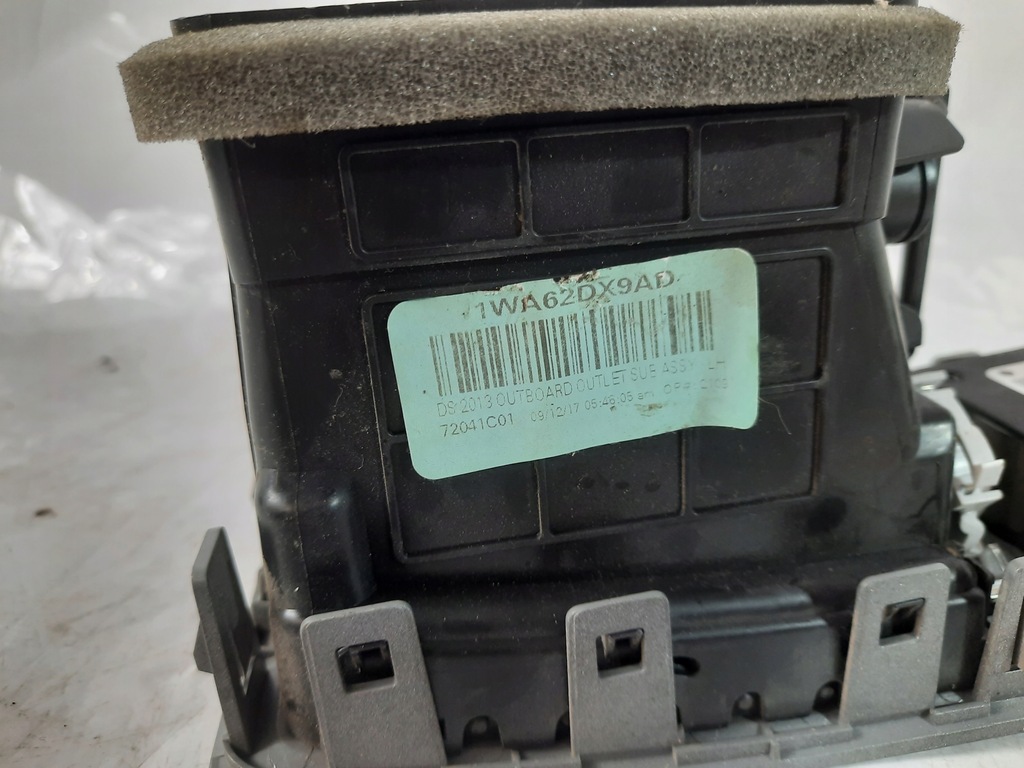 1WA62DX9AD
DS 2013 OUTBOARD OUTLET SUB ASSY
72041C01 09/12/17 05:46:05 am